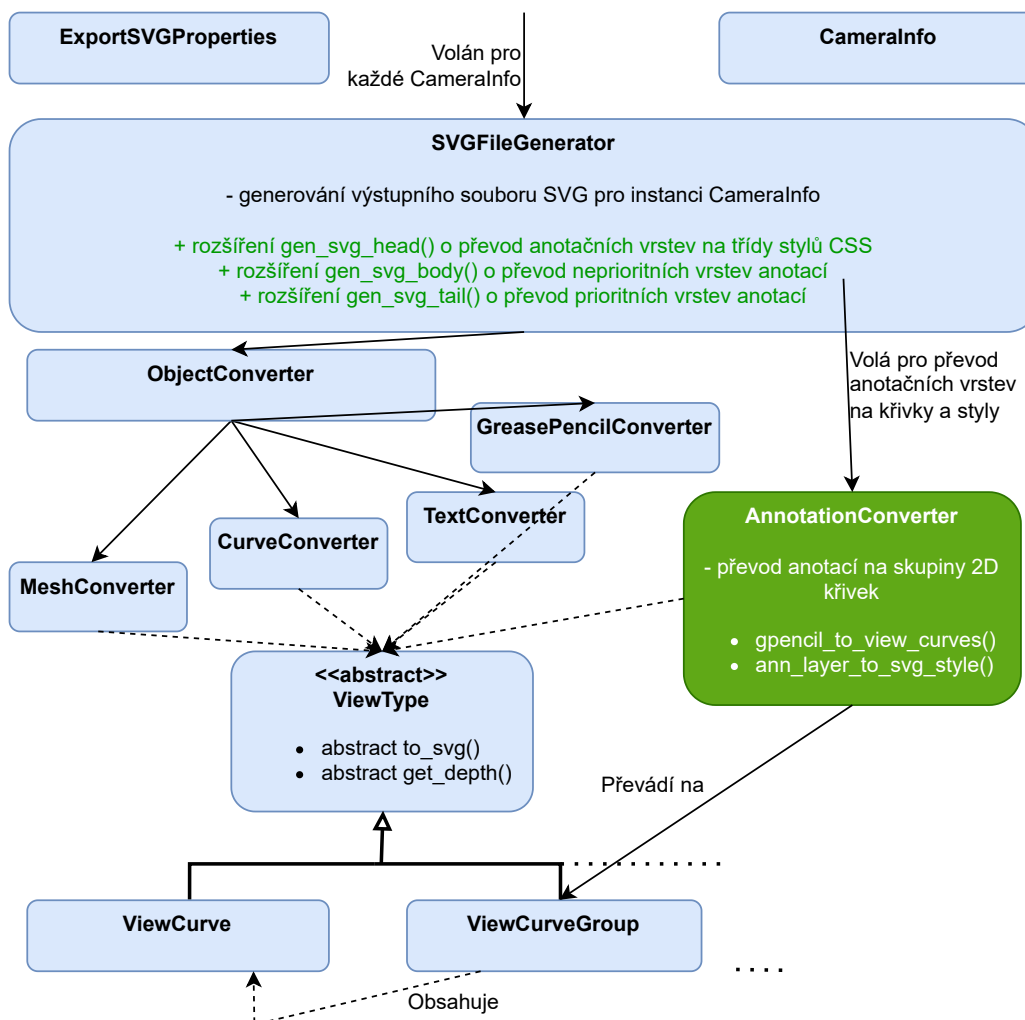 ExportSVGProperties
CameraInfo
Volán pro
každé CameraInfo
SVGFileGenerator
- generování výstupního souboru SVG pro instanci CameraInfo
+ rozšíření gen_svg_head() o převod anotačních vrstev na třídy stylů CSS
+ rozšíření gen_svg_body() o převod neprioritních vrstev anotací
+ rozšíření gen_svg_tail() o převod prioritních vrstev anotací
ObjectConverter
Volá pro převod
anotačních vrstev
na křivky a styly
GreasePencilConverter
TextConverter
CurveConverter
MeshConverter
AnnotationConverter
- převod anotací na skupiny 2D
křivek
• gpencil_to_view_curves()
• ann_layer_to_svg_style()
<<abstract>>
ViewType
• abstract to_svg()
• abstract get_depth()
Převádí na
ViewCurve
ViewCurveGroup
. . . .
Obsahuje